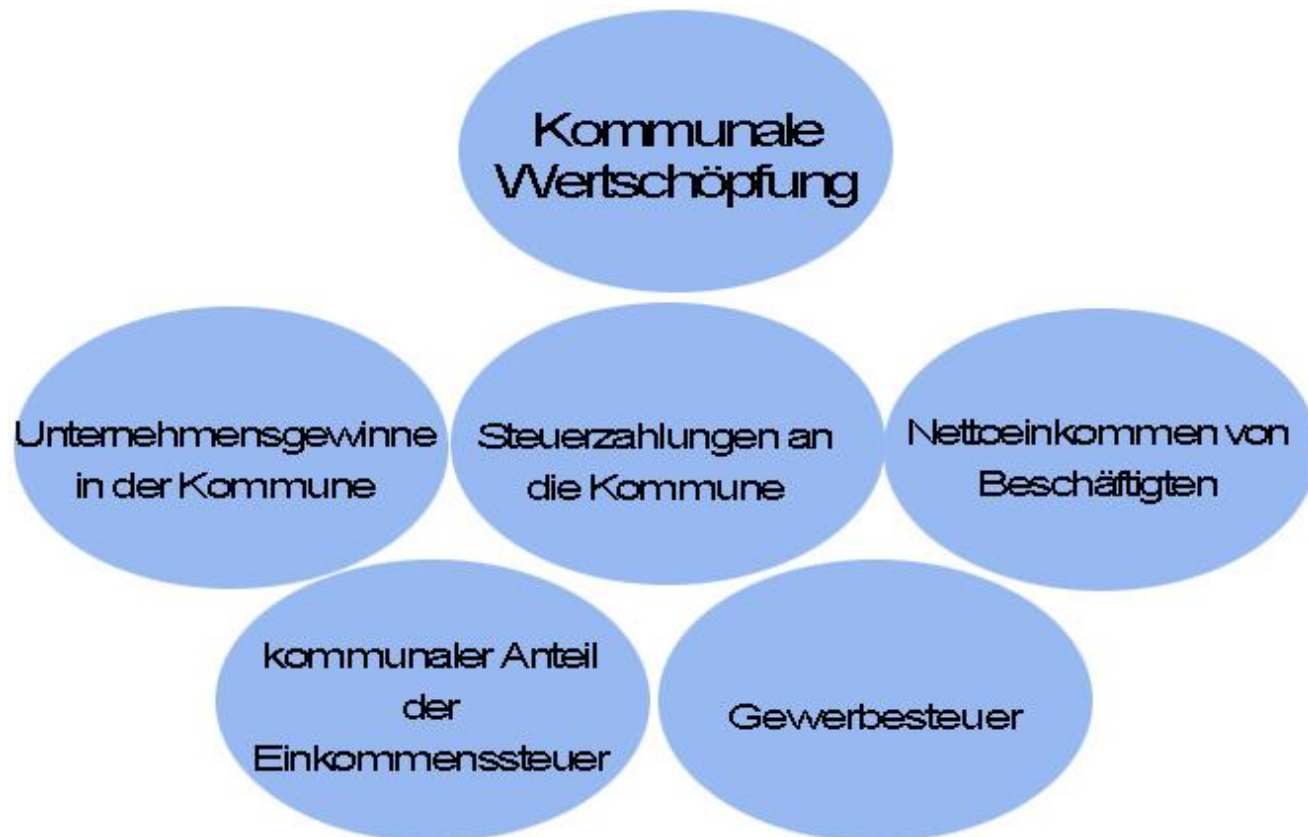 Kommunale
Wertschöpfung
Unternehmensgewinne
in der Kommune
Steuerzahlungen an
die Kommune
Nettoeinkommen von
Beschäftigten
kommunaler Anteil
der
Einkommenssteuer
Gewerbesteuer